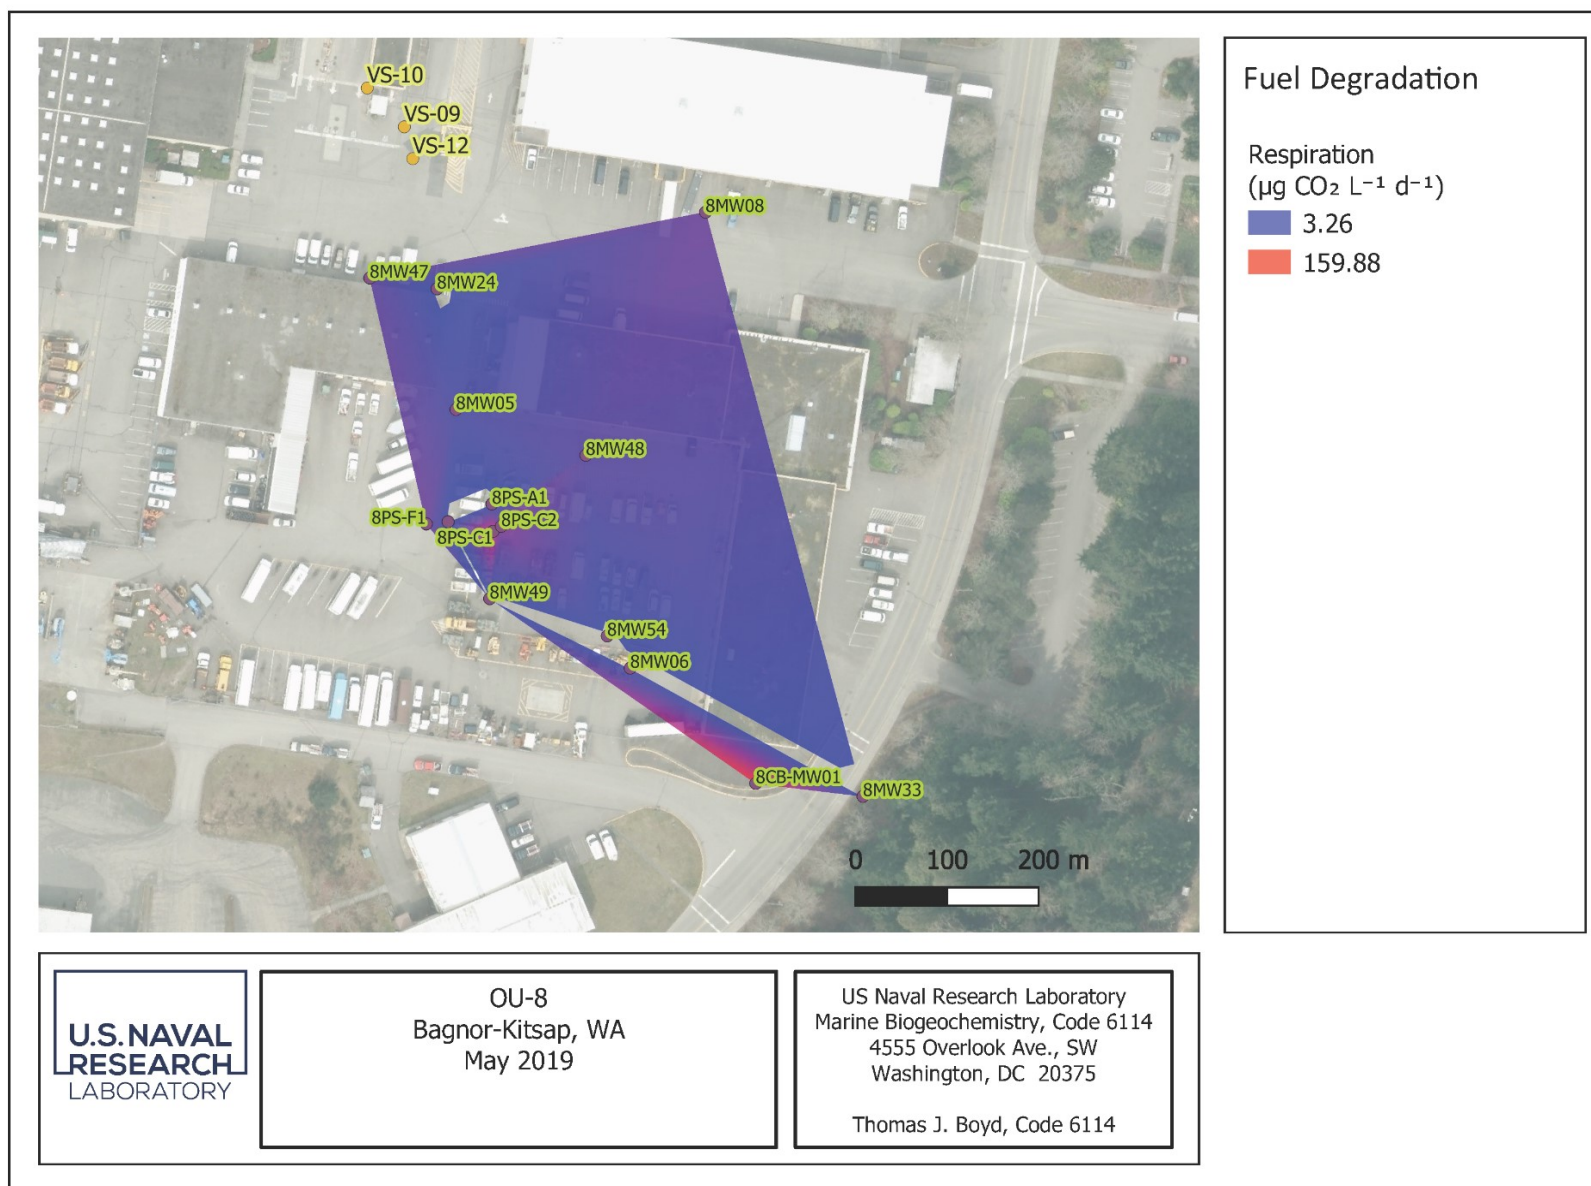 VS-10
VS-09
VS-12
8MW08
8MW47
8MW24
8MW05
8MW48
8PS-A1
8PS-F1
8PS-C2
8PS-C1
8MW49
8MW54
8MW06
8CB-MW01
8MW33
0 100 200 m
Fuel Degradation
Respiration
(µg CO₂ L⁻¹ d⁻¹)
3.26
159.88
U.S. NAVAL
RESEARCH
LABORATORY
OU-8
Bagnor-Kitsap, WA
May 2019
US Naval Research Laboratory
Marine Biogeochemistry, Code 6114
4555 Overlook Ave., SW
Washington, DC 20375
Thomas J. Boyd, Code 6114